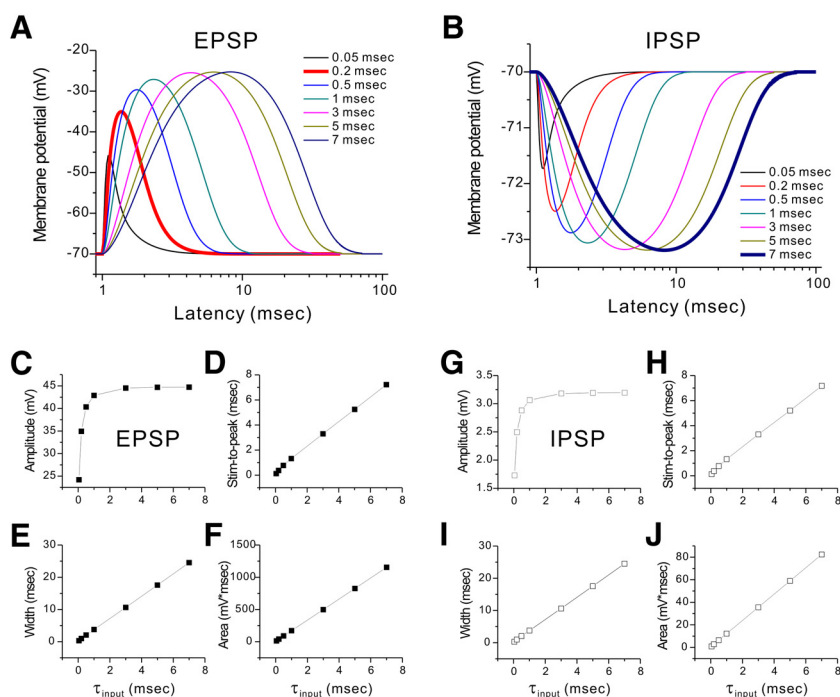 A
EPSP
Membrane potential (mV)
-20
-30
-40
-50
-60
-70
0.05 msec
0.2 msec
0.5 msec
1 msec
3 msec
5 msec
7 msec
1
10
100
Latency (msec)
B
IPSP
Membrane potential (mV)
-70
-71
-72
-73
0.05 msec
0.2 msec
0.5 msec
1 msec
3 msec
5 msec
7 msec
1
10
100
Latency (msec)
C
Amplitude (mV)
45
40
35
30
25
EPSP
0 2 4 6 8
D
Stim-to-peak (msec)
8
6
4
2
0
0 2 4 6 8
E
Width (msec)
30
20
10
0
0 2 4 6 8
τinput (msec)
F
Area (mV*msec)
1500
1000
500
0
0 2 4 6 8
τinput (msec)
G
Amplitude (mV)
3.5
3.0
2.5
2.0
1.5
IPSP
0 2 4 6 8
H
Stim-to-peak (msec)
8
6
4
2
0
0 2 4 6 8
I
Width (msec)
30
20
10
0
0 2 4 6 8
τinput (msec)
J
Area (mV*msec)
80
60
40
20
0
0 2 4 6 8
τinput (msec)